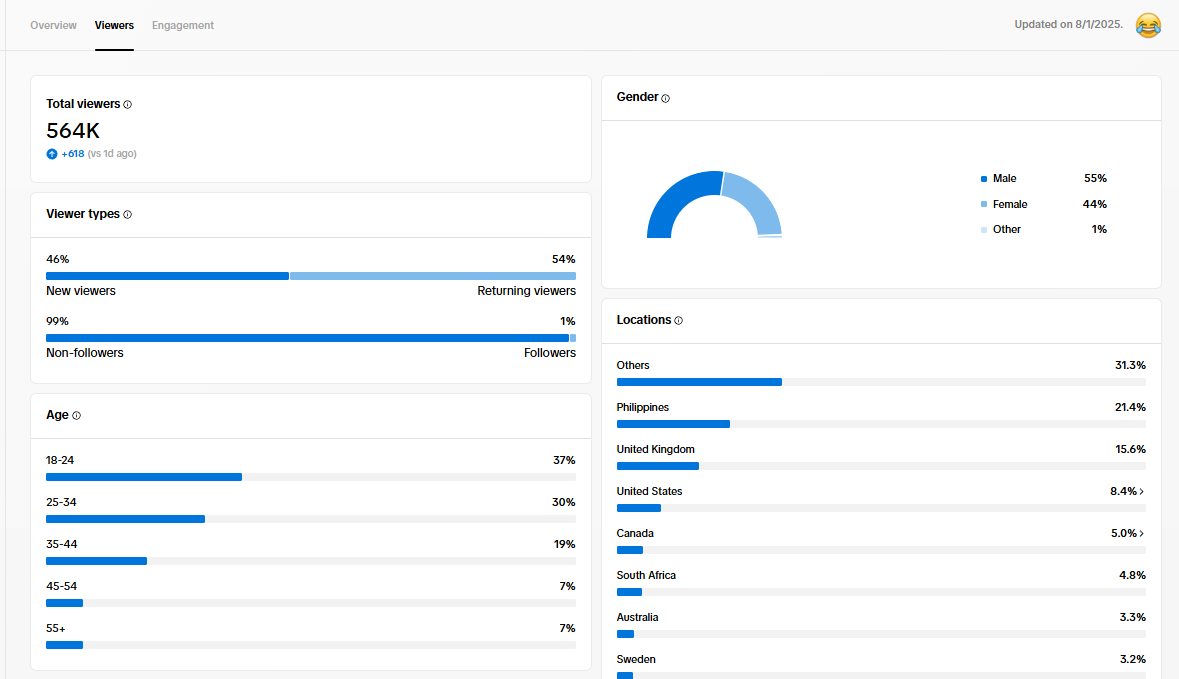 Overview Viewers Engagement
Updated on 8/1/2025.
Total viewers
564K
+618 (vs 1d ago)
Viewer types
46% 54%
New viewers Returning viewers
99% 1%
Non-followers Followers
Age
18-24 37%
25-34 30%
35-44 19%
45-54 7%
55+ 7%
Gender
Male 55%
Female 44%
Other 1%
Locations
Others 31.3%
Philippines 21.4%
United Kingdom 15.6%
United States 8.4% >
Canada 5.0% >
South Africa 4.8%
Australia 3.3%
Sweden 3.2%